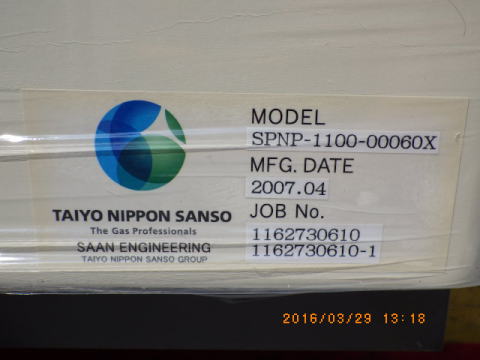 TAIYO NIPPON SANSO
The Gas Professionals
SAAN ENGINEERING
TAIYO NIPPON SANSO GROUP
MODEL
SPNP-1100-00060X
MFG. DATE
2007.04
JOB No.
1162730610
1162730610-1
2016/03/29 13:18